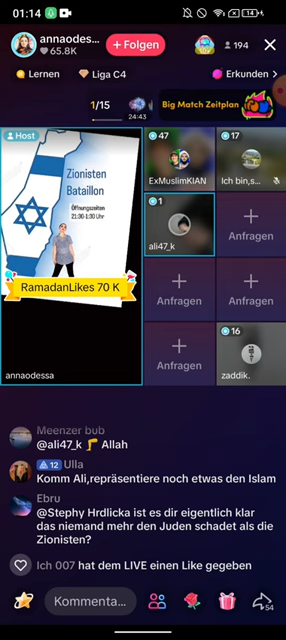 01:14
14
annaodes...
65.8K
+ Folgen
194
Lernen
Liga C4
Erkunden
1/15
24:43
Big Match Zeitplan
Host
Zionisten
Bataillon
Öffnungszeiten
21:00-1:00 Uhr
RamadanLikes 70 K
annaodessa
47
ExMuslimKIAN
17
Ich bin,s...
1
ali47_k
Anfragen
Anfragen
Anfragen
Anfragen
Anfragen
16
zaddik.
Meenzer bub
@ali47_k Allah
12 Ulla
Komm Ali,repräsentiere noch etwas den Islam
Ebru
@Stephy Hrdlicka ist es dir eigentlich klar
das niemand mehr den Juden schadet als die
Zionisten?
Ich 007 hat dem LIVE einen Like gegeben
Kommenta...
54